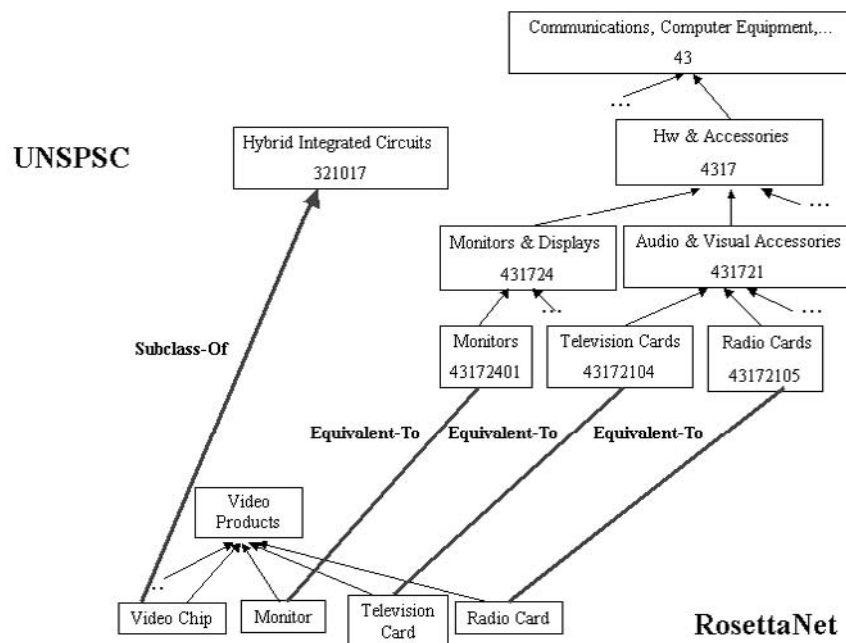 Communications, Computer Equipment,...
43
...
UNSPSC
Hybrid Integrated Circuits
321017
Hw & Accessories
4317
...
Monitors & Displays
431724
Audio & Visual Accessories
431721
...
...
Subclass-Of
Monitors
43172401
Television Cards
43172104
Radio Cards
43172105
Equivalent-To
Equivalent-To
Equivalent-To
Video
Products
..
Video Chip
Monitor
Television
Card
Radio Card
RosettaNet